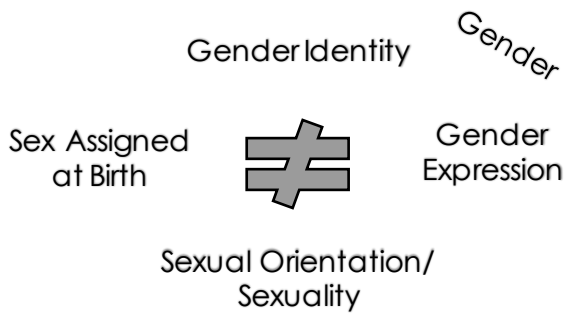 Gender Identity
Gender
Sex Assigned
at Birth
Gender
Expression
Sexual Orientation/
Sexuality